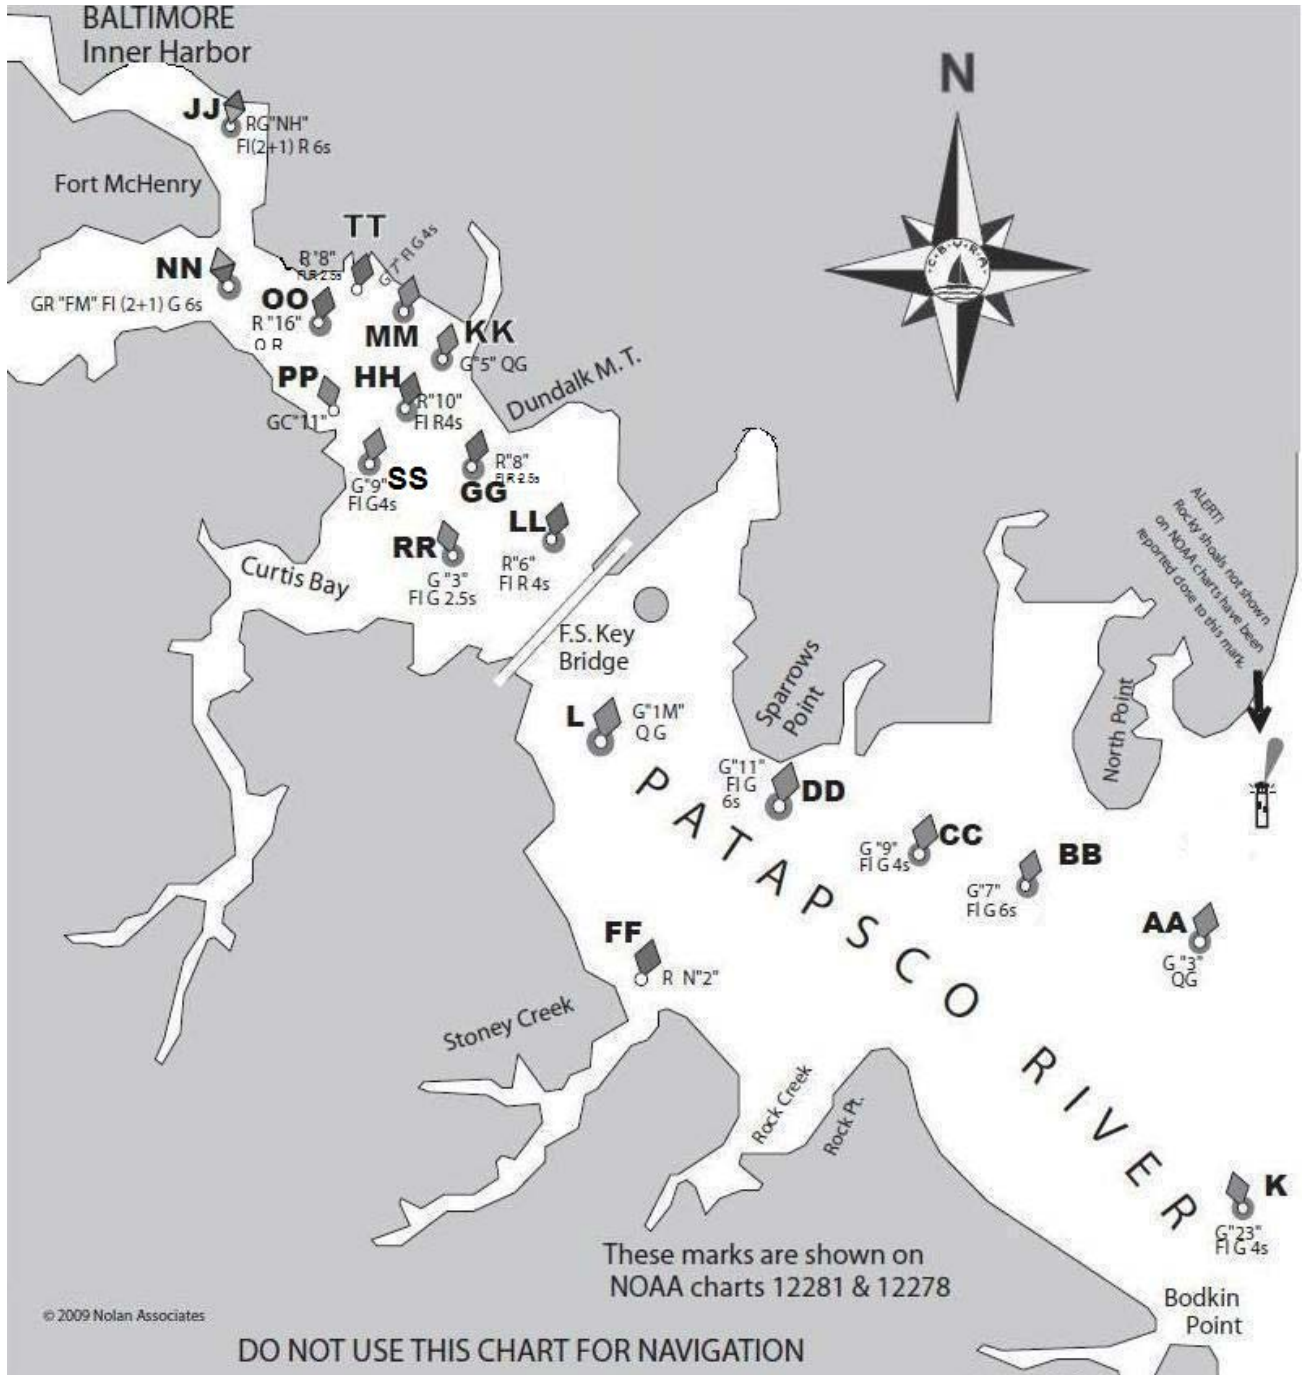 BALTIMORE
Inner Harbor
N
JJ
RG"NH"
Fl(2+1) R 6s
Fort McHenry
TT
R "8"
Fl R 2.5s
G "7" Fl G 4s
NN
GR "FM" Fl (2+1) G 6s
C·B·Y·R·A
OO
R "16"
Q R
MM
KK
G"5" QG
PP
GC"11"
HH
R"10"
Fl R4s
Dundalk M.T.
SS
G"9"
Fl G4s
R"8"
Fl R 2.5s
GG
LL
R"6"
Fl R 4s
RR
G "3"
Fl G 2.5s
ALERT!
Rocky shoals not shown
on NOAA charts have been
reported close to this mark.
Curtis Bay
F.S. Key
Bridge
Sparrows
Point
North Point
L
G"1M"
Q G
G"11"
Fl G
6s
DD
CC
G "9"
Fl G 4s
BB
G"7"
Fl G 6s
PATAPSCO RIVER
AA
G "3"
QG
FF
R N"2"
Stoney Creek
Rock Creek
Rock Pt.
K
G"23"
Fl G 4s
These marks are shown on
NOAA charts 12281 & 12278
Bodkin
Point
© 2009 Nolan Associates
DO NOT USE THIS CHART FOR NAVIGATION